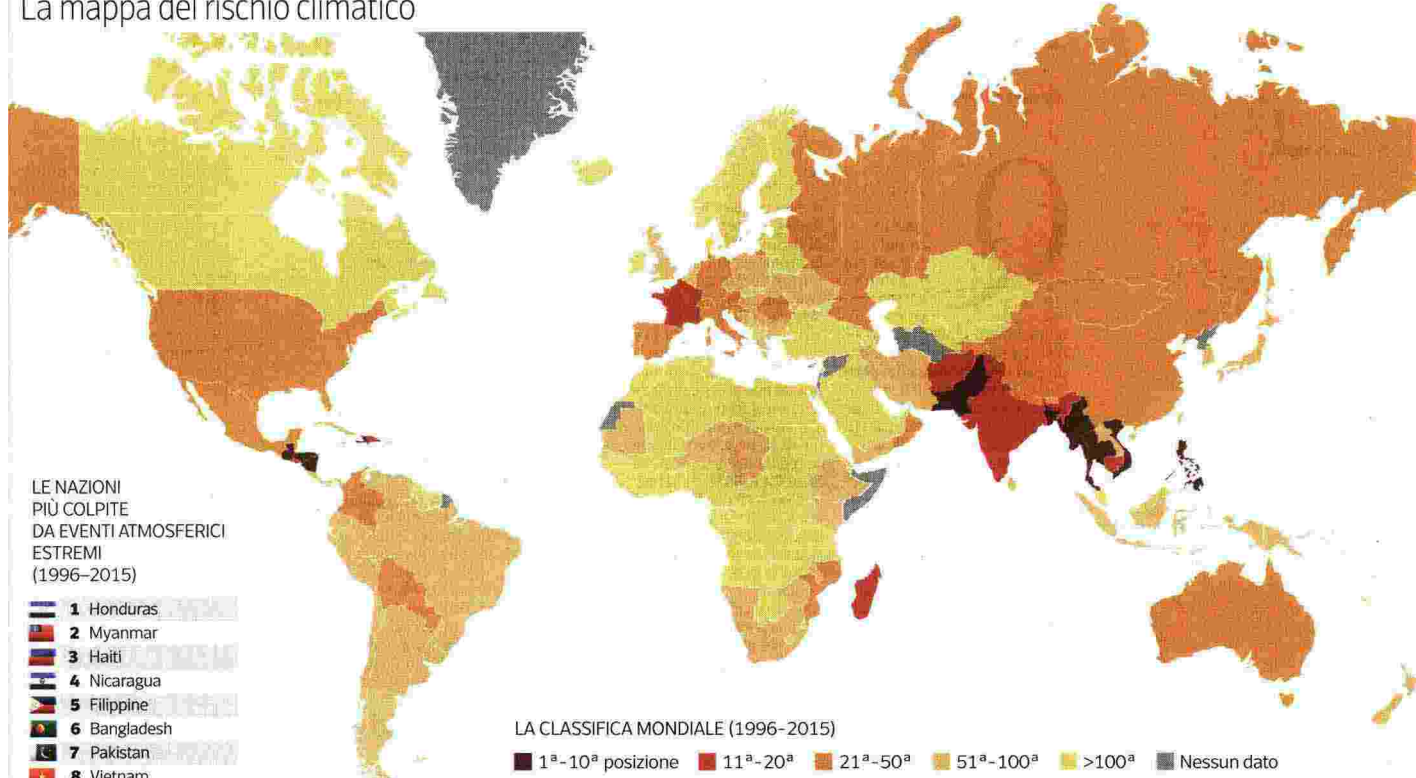 La mappa del rischio climatico
LE NAZIONI
PIÙ COLPITE
DA EVENTI ATMOSFERICI
ESTREMI
(1996–2015)
1 Honduras
2 Myanmar
3 Haiti
4 Nicaragua
5 Filippine
6 Bangladesh
7 Pakistan
8 Vietnam
LA CLASSIFICA MONDIALE (1996-2015)
1ª-10ª posizione 11ª-20ª 21ª-50ª 51ª-100ª >100ª Nessun dato